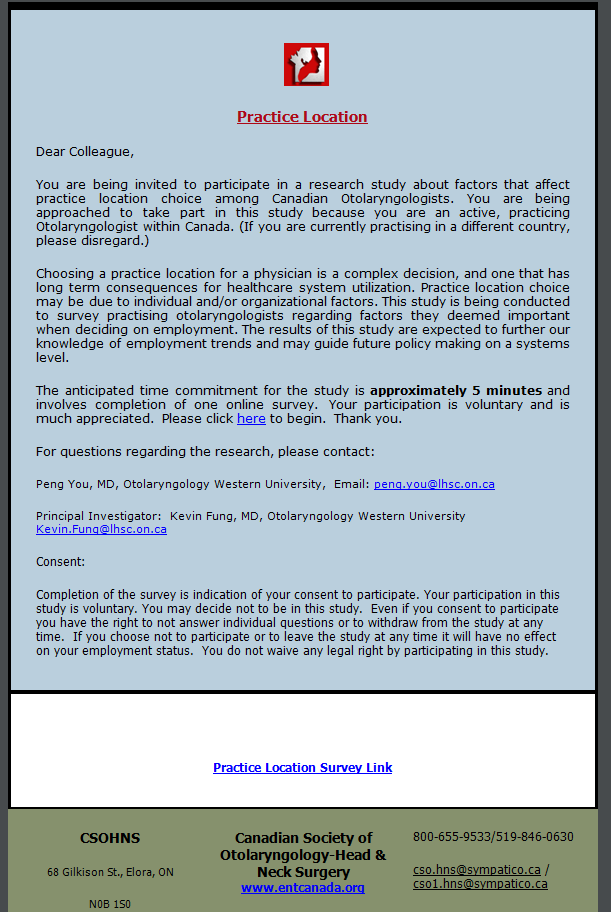 Practice Location
Dear Colleague,
You are being invited to participate in a research study about factors that affect
practice location choice among Canadian Otolaryngologists. You are being
approached to take part in this study because you are an active, practicing
Otolaryngologist within Canada. (If you are currently practising in a different country,
please disregard.)
Choosing a practice location for a physician is a complex decision, and one that has
long term consequences for healthcare system utilization. Practice location choice
may be due to individual and/or organizational factors. This study is being conducted
to survey practising otolaryngologists regarding factors they deemed important
when deciding on employment. The results of this study are expected to further our
knowledge of employment trends and may guide future policy making on a systems
level.
The anticipated time commitment for the study is approximately 5 minutes and
involves completion of one online survey. Your participation is voluntary and is
much appreciated. Please click here to begin. Thank you.
For questions regarding the research, please contact:
Peng You, MD, Otolaryngology Western University, Email: peng.you@lhsc.on.ca
Principal Investigator: Kevin Fung, MD, Otolaryngology Western University
Kevin.Fung@lhsc.on.ca
Consent:
Completion of the survey is indication of your consent to participate. Your participation in this
study is voluntary. You may decide not to be in this study. Even if you consent to participate
you have the right to not answer individual questions or to withdraw from the study at any
time. If you choose not to participate or to leave the study at any time it will have no effect
on your employment status. You do not waive any legal right by participating in this study.
Practice Location Survey Link
CSOHNS
68 Gilkison St., Elora, ON
N0B 1S0
Canadian Society of
Otolaryngology-Head &
Neck Surgery
www.entcanada.org
800-655-9533/519-846-0630
cso.hns@sympatico.ca /
cso1.hns@sympatico.ca